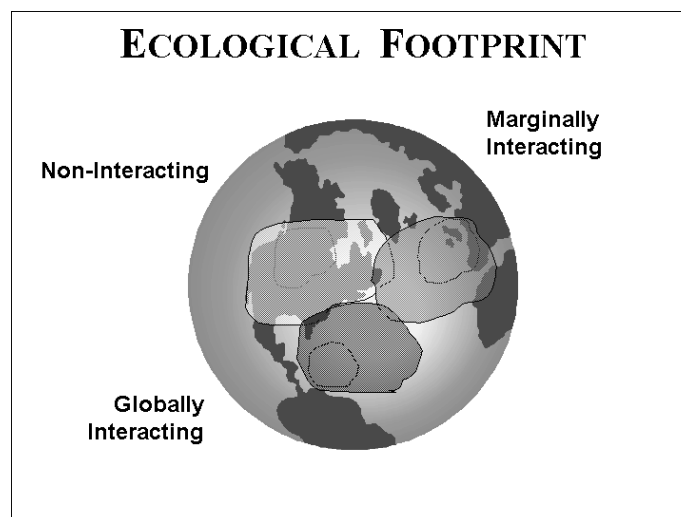 ECOLOGICAL FOOTPRINT
Marginally
Interacting
Non-Interacting
Globally
Interacting